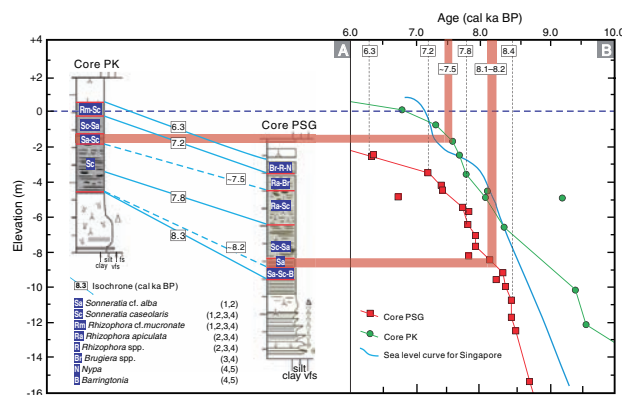 Age (cal ka BP)
6.0 7.0 8.0 9.0 10.0
+4
+2
0
-2
-4
-6
-8
-10
-12
-14
-16
Elevation (m)
A
B
6.3 7.2 7.8 8.4
~7.5 8.1–8.2
Core PK
Rm-Sc
Sc-Sa
Sa-Sc
Sc
silt fs
clay vfs
Core PSG
Br-R-N
Ra-Br
Ra-Sc
Sc-Sa
Sa
Sa-Sc-B
silt
clay vfs
6.3
7.2
~7.5
7.8
8.3
~8.2
8.3 Isochrone (cal ka BP)
Sa Sonneratia cf. alba (1,2)
Sc Sonneratia caseolaris (1,2,3,4)
Rm Rhizophora cf.mucronate (1,2,3,4)
Ra Rhizophora apiculata (2,3,4)
R Rhizophora spp. (2,3,4)
Br Brugiera spp. (3,4)
N Nypa (4,5)
B Barringtonia (4,5)
Core PSG
Core PK
Sea level curve for Singapore